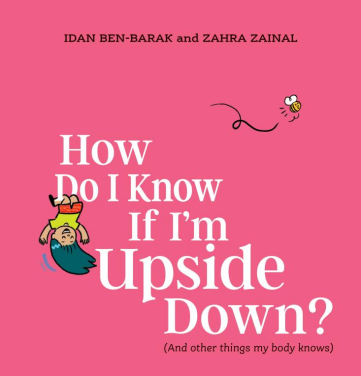 IDAN BEN-BARAK and ZAHRA ZAINAL
How
Do I Know
If I'm
Upside
Down?
(And other things my body knows)